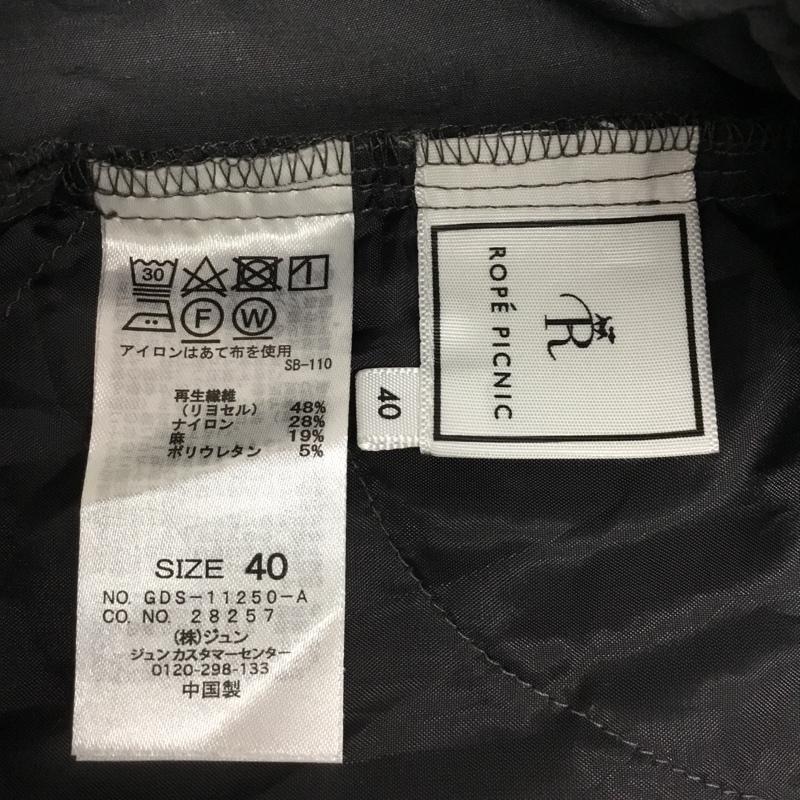 30
F W
アイロンはあて布を使用
SB-110
再生繊維
(リヨセル) 48%
ナイロン 28%
麻 19%
ポリウレタン 5%
SIZE 40
NO. GDS-11250-A
CO. NO. 28257
(株)ジュン
ジュンカスタマーセンター
0120-298-133
中国製
40
R
ROPÉ PICNIC